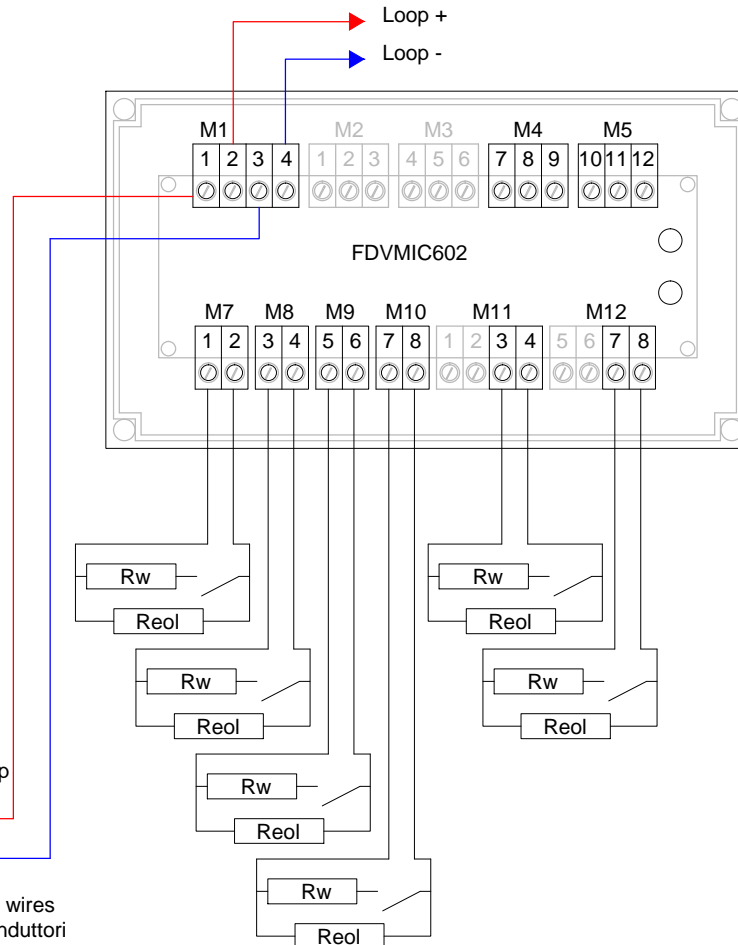 Loop +
Loop -
M1 M2 M3 M4 M5
1 2 3 4 1 2 3 4 5 6 7 8 9 10 11 12
FDVMIC602
M7 M8 M9 M10 M11 M12
1 2 3 4 5 6 7 8 1 2 3 4 5 6 7 8
Rw Rw
Reol Reol
Rw Rw
Reol Reol
p
Rw
Reol
Rw
wires
nduttori
Reol